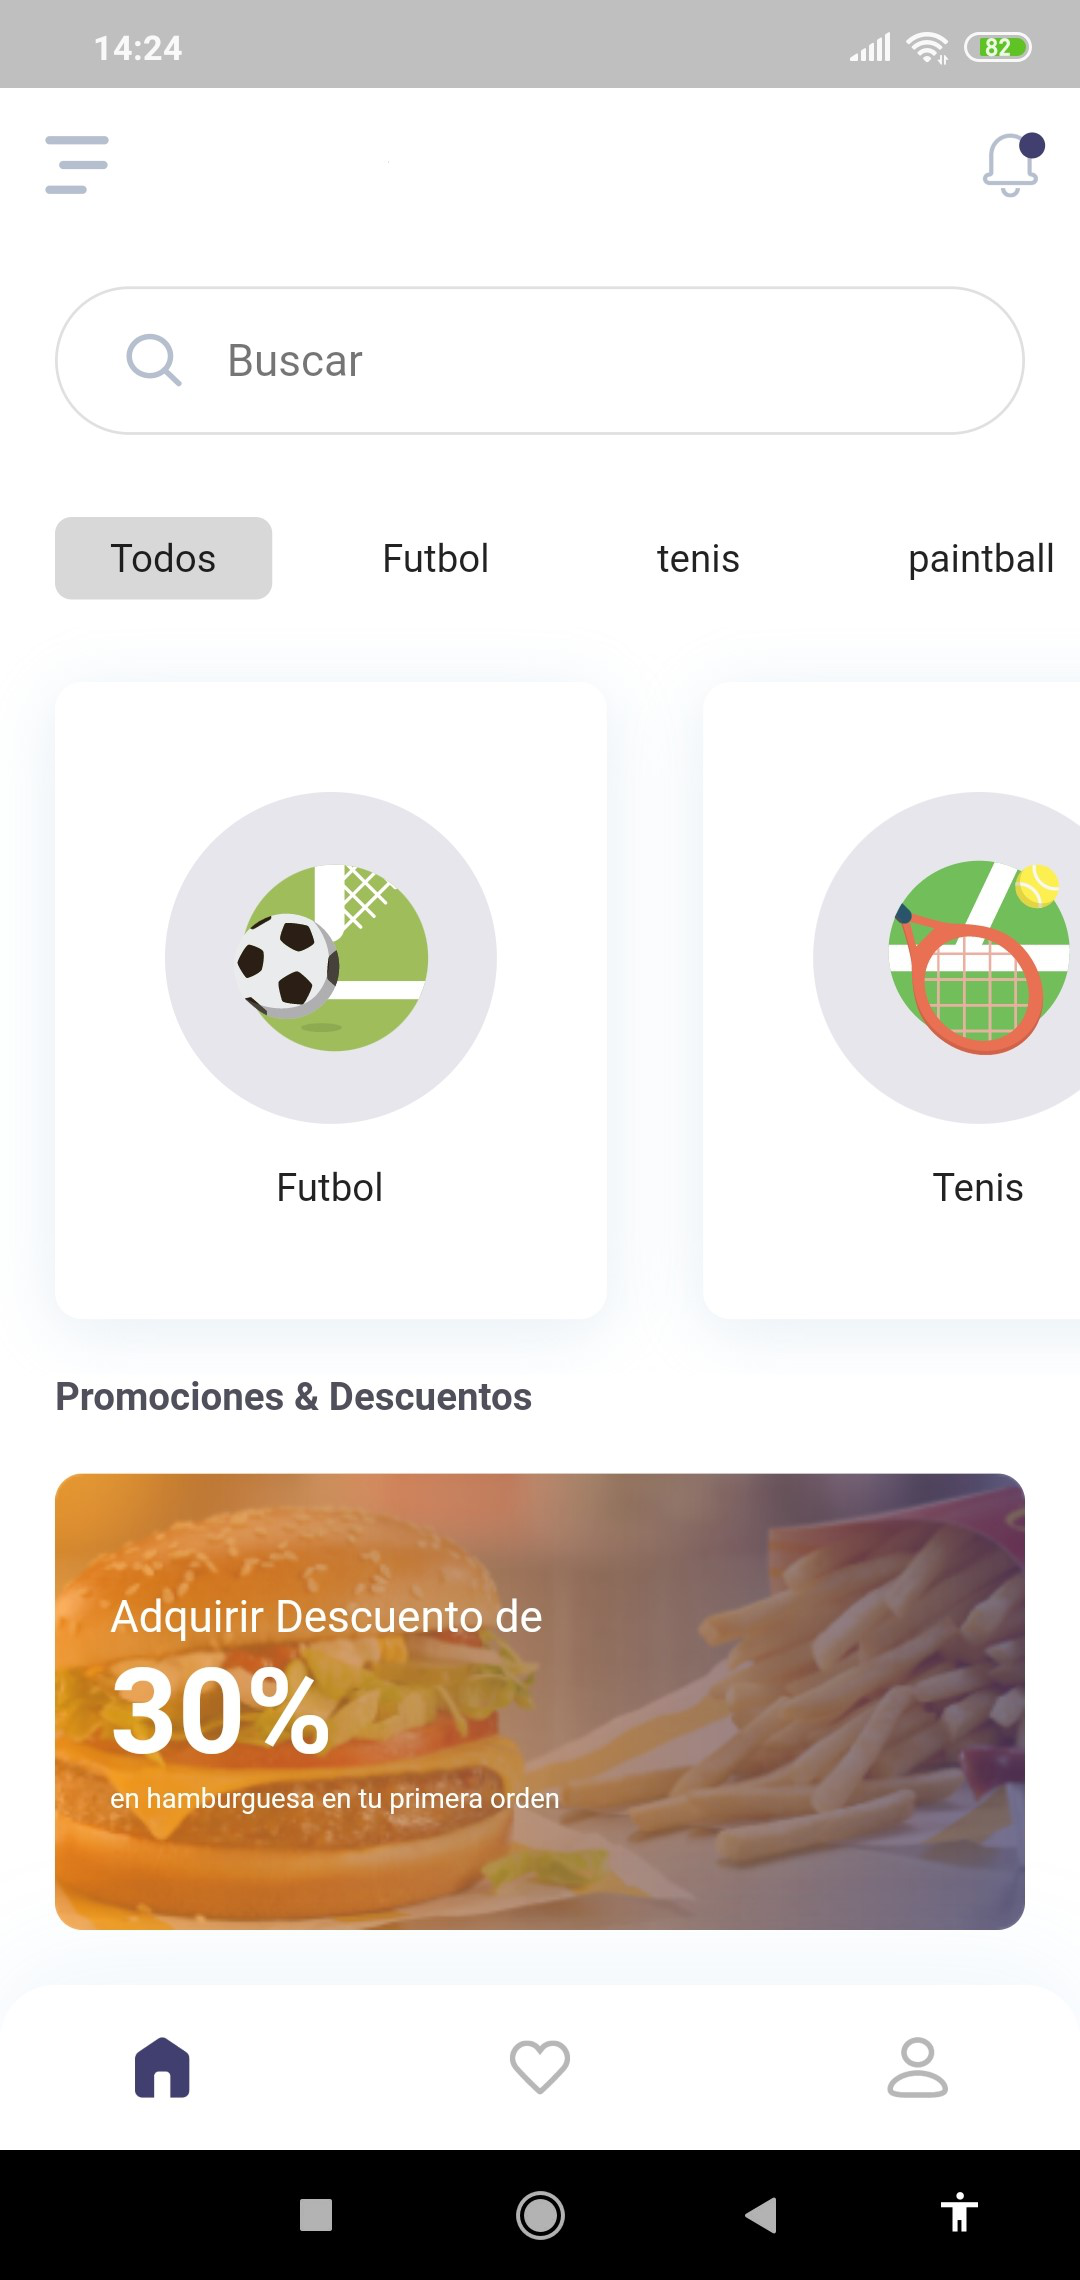 14:24
82
Buscar
Todos
Futbol
tenis
paintball
Futbol
Tenis
Promociones & Descuentos
Adquirir Descuento de
30%
en hamburguesa en tu primera orden